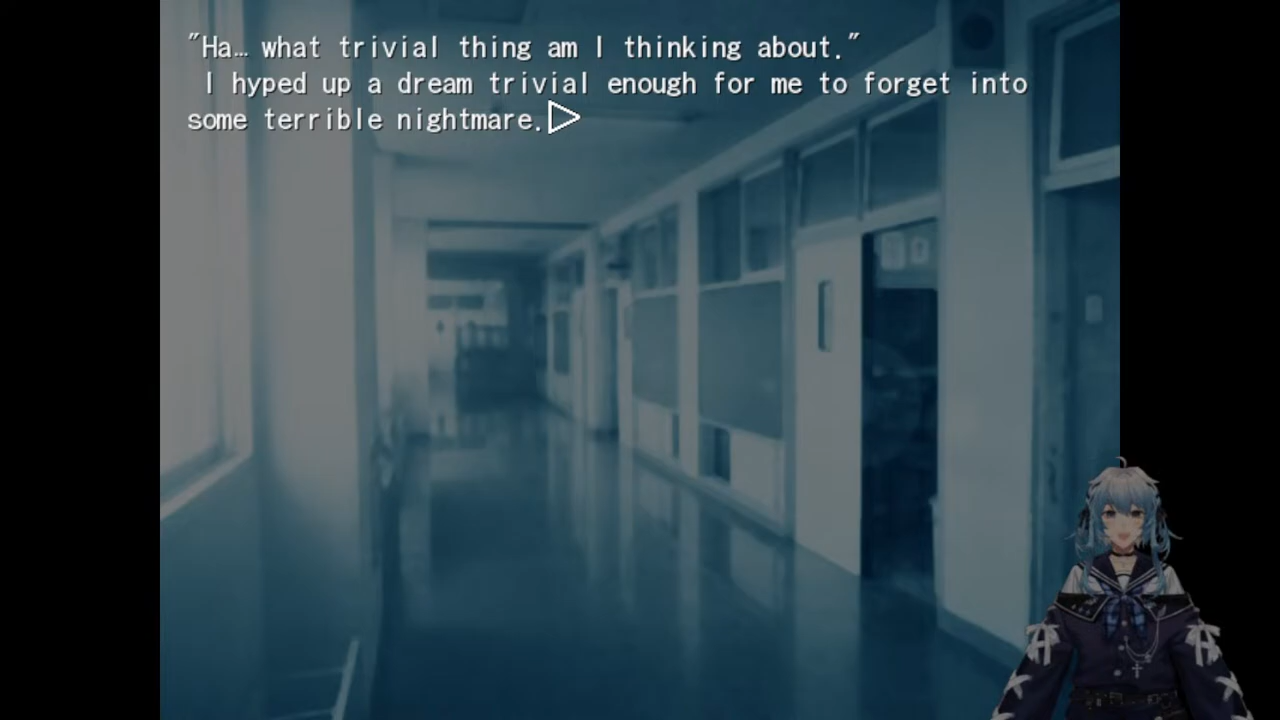 "Ha… what trivial thing am I thinking about."
I hyped up a dream trivial enough for me to forget into
some terrible nightmare.